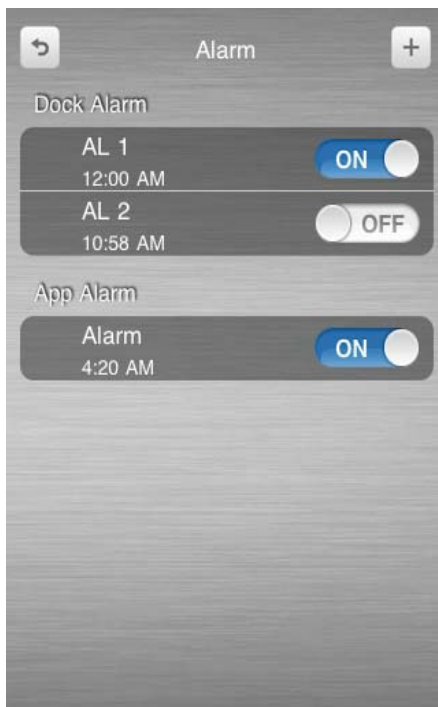 Alarm
+
Dock Alarm
AL 1
ON
12:00 AM
AL 2
OFF
10:58 AM
App Alarm
Alarm
ON
4:20 AM